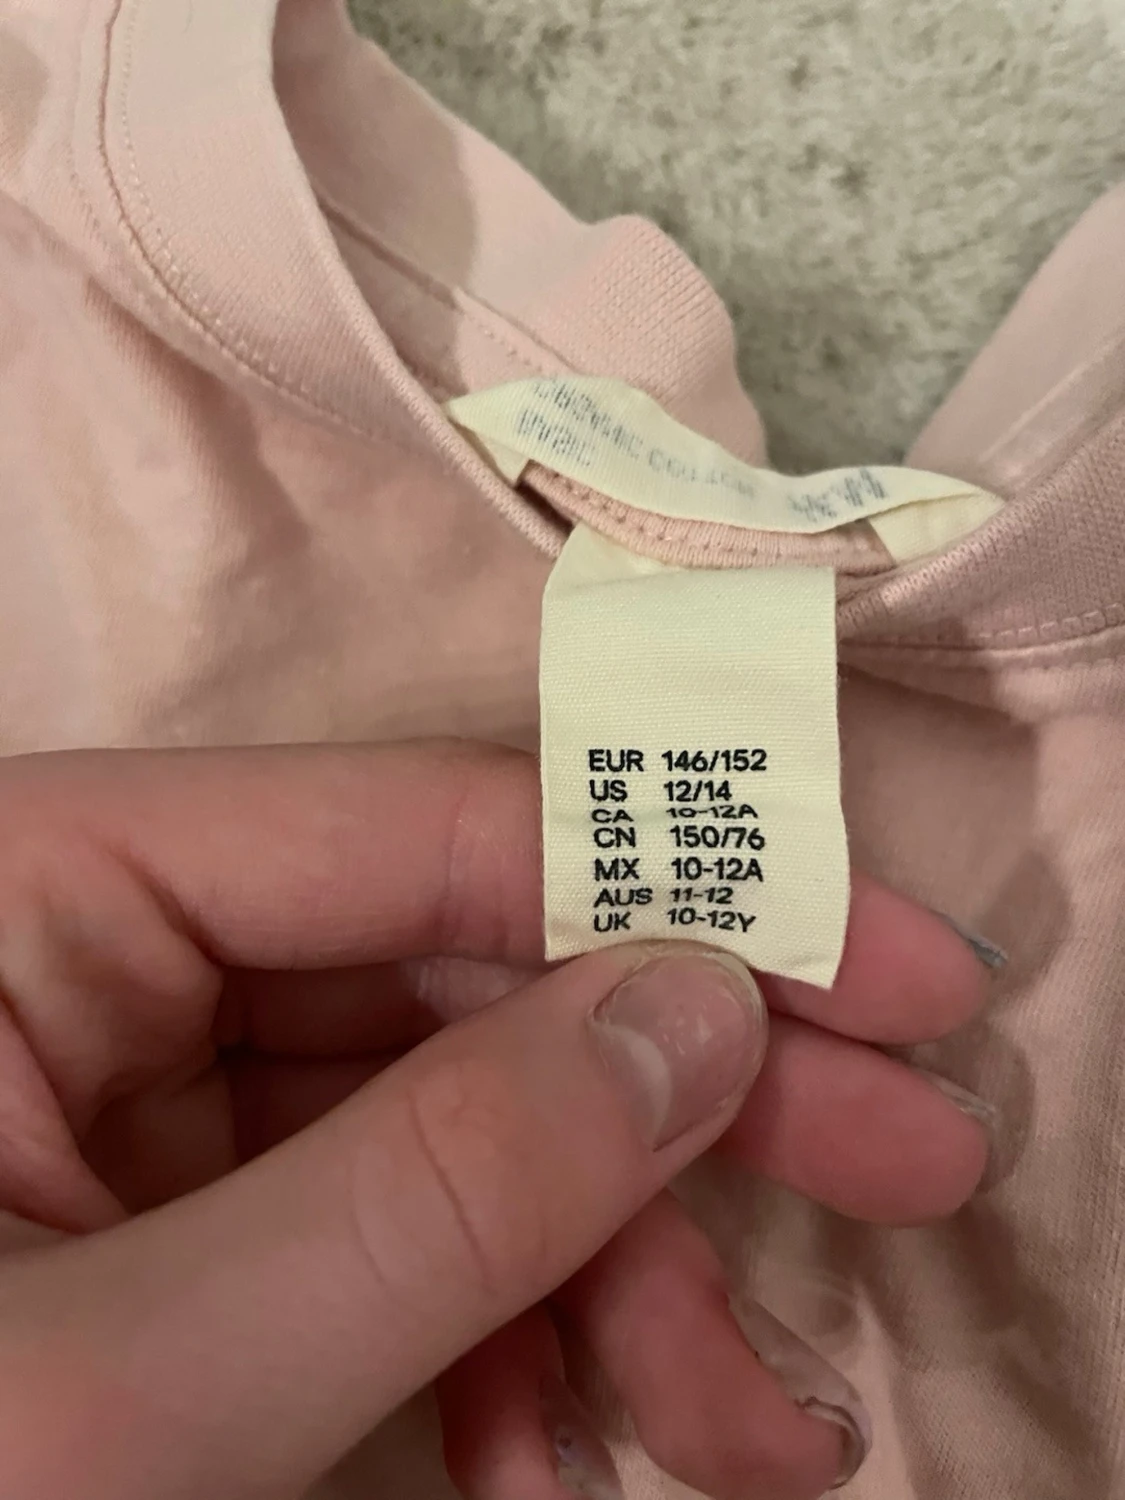 EUR 146/152
US 12/14
CA 10-12A
CN 150/76
MX 10-12A
AUS 11-12
UK 10-12Y